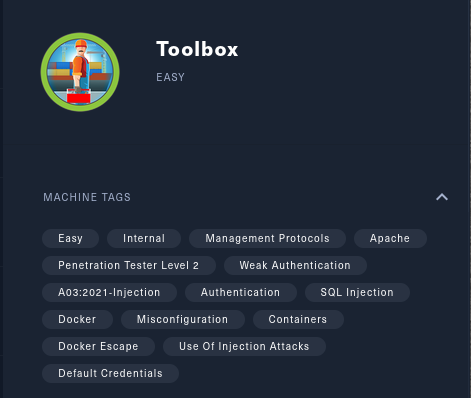 Toolbox
EASY
MACHINE TAGS
Easy Internal Management Protocols Apache
Penetration Tester Level 2 Weak Authentication
A03:2021-Injection Authentication SQL Injection
Docker Misconfiguration Containers
Docker Escape Use Of Injection Attacks
Default Credentials